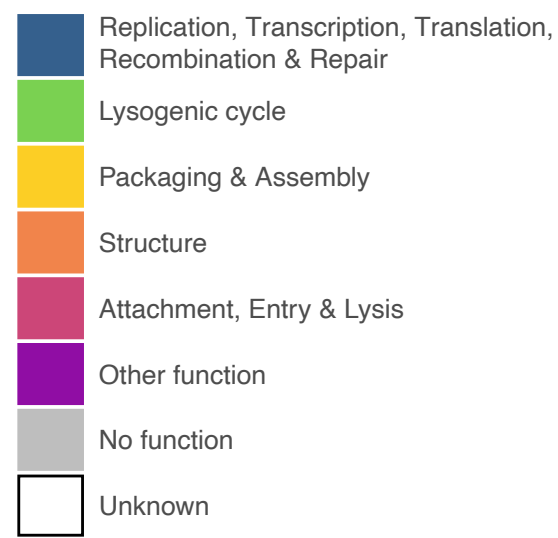 Replication, Transcription, Translation,
Recombination & Repair
Lysogenic cycle
Packaging & Assembly
Structure
Attachment, Entry & Lysis
Other function
No function
Unknown